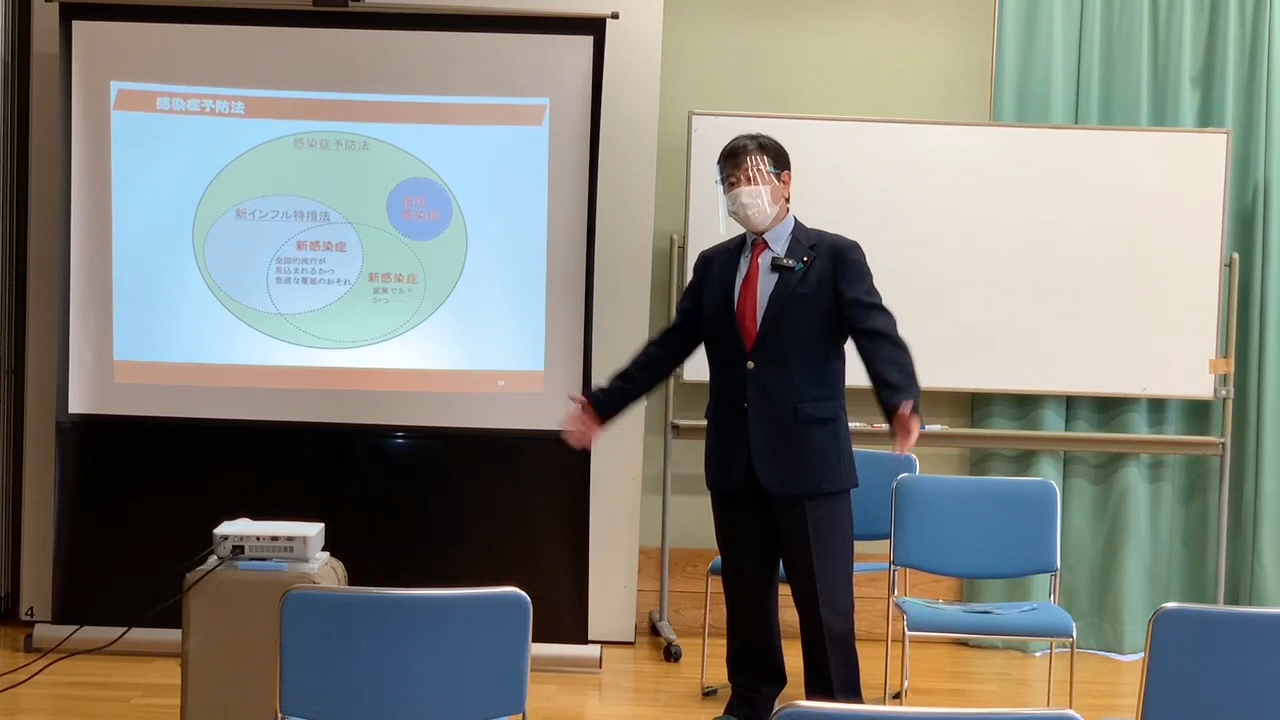 感染症予防法
感染症予防法
指定
感染症
新インフル特措法
新感染症
全国的流行が
見込まれるかつ
急速な蔓延のおそれ
新感染症
重篤であり
かつ……
4